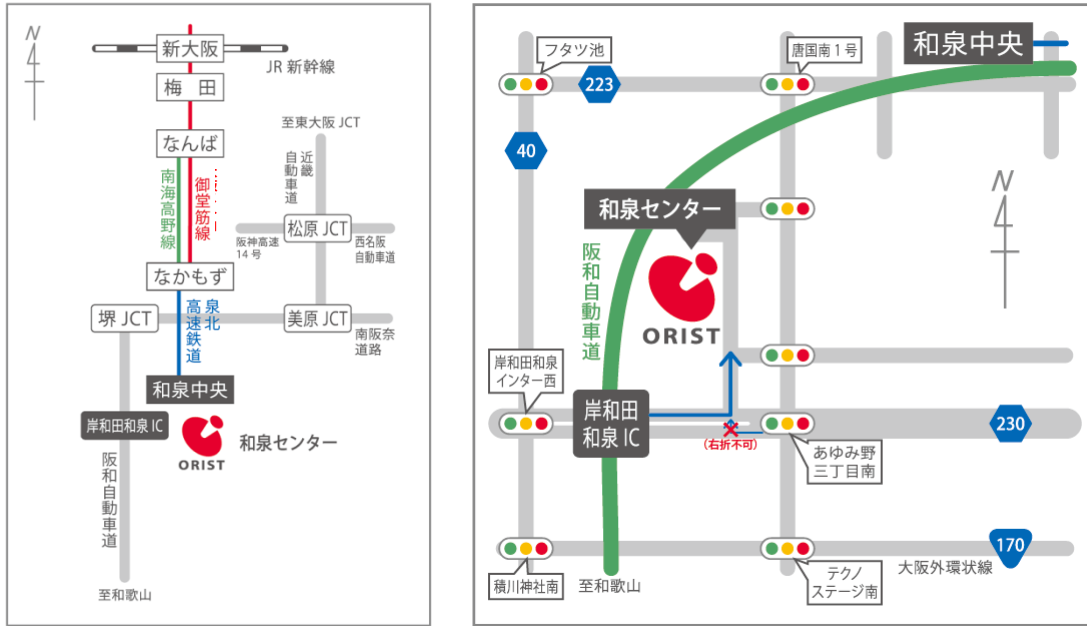 N
新大阪
JR 新幹線
梅田
なんば
至東大阪 JCT
近畿
自動車道
南海高野線
御堂筋線
松原 JCT
阪神高速
14号
西名阪
自動車道
なかもず
堺 JCT
泉北
高速鉄道
美原 JCT
南阪奈
道路
和泉中央
岸和田和泉 IC
ORIST
和泉センター
阪和自動車道
至和歌山
フタツ池
唐国南1号
和泉中央
223
40
N
和泉センター
阪和自動車道
ORIST
岸和田和泉
インター西
岸和田
和泉 IC
(右折不可)
230
あゆみ野
三丁目南
170
大阪外環状線
積川神社南
至和歌山
テクノ
ステージ南